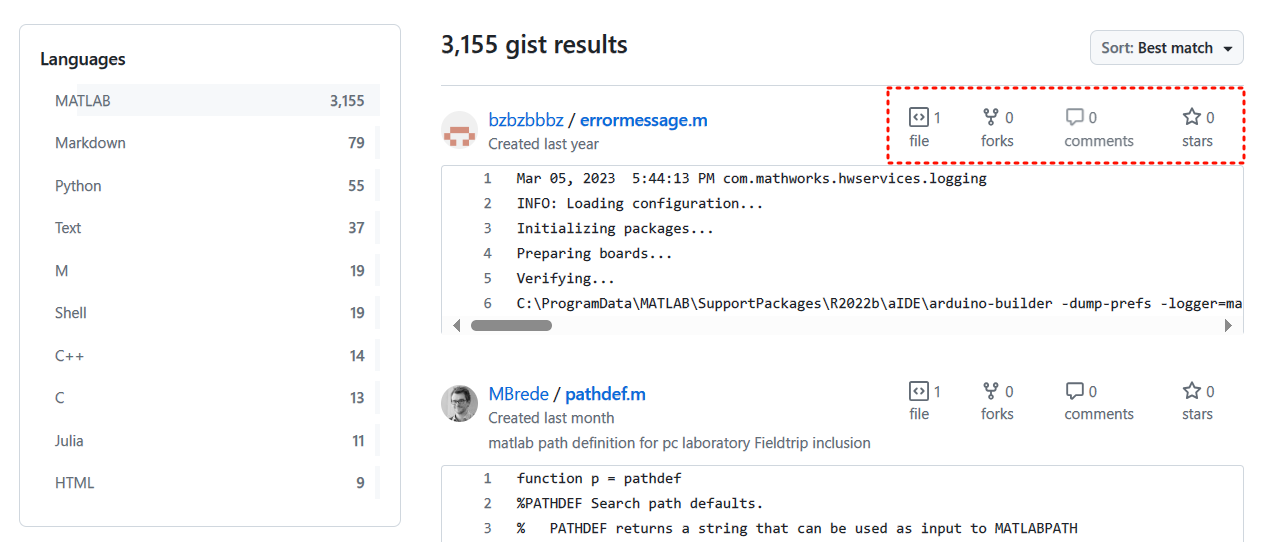 Languages
MATLAB 3,155
Markdown 79
Python 55
Text 37
M 19
Shell 19
C++ 14
C 13
Julia 11
HTML 9
3,155 gist results
Sort: Best match
bzbzbbbz / errormessage.m
Created last year
1 file
0 forks
0 comments
0 stars
1 Mar 05, 2023  5:44:13 PM com.mathworks.hwservices.logging
2 INFO: Loading configuration...
3 Initializing packages...
4 Preparing boards...
5 Verifying...
6 C:\ProgramData\MATLAB\SupportPackages\R2022b\aIDE\arduino-builder -dump-prefs -logger=ma
MBrede / pathdef.m
Created last month
matlab path definition for pc laboratory Fieldtrip inclusion
1 file
0 forks
0 comments
0 stars
1 function p = pathdef
2 %PATHDEF Search path defaults.
3 %   PATHDEF returns a string that can be used as input to MATLABPATH